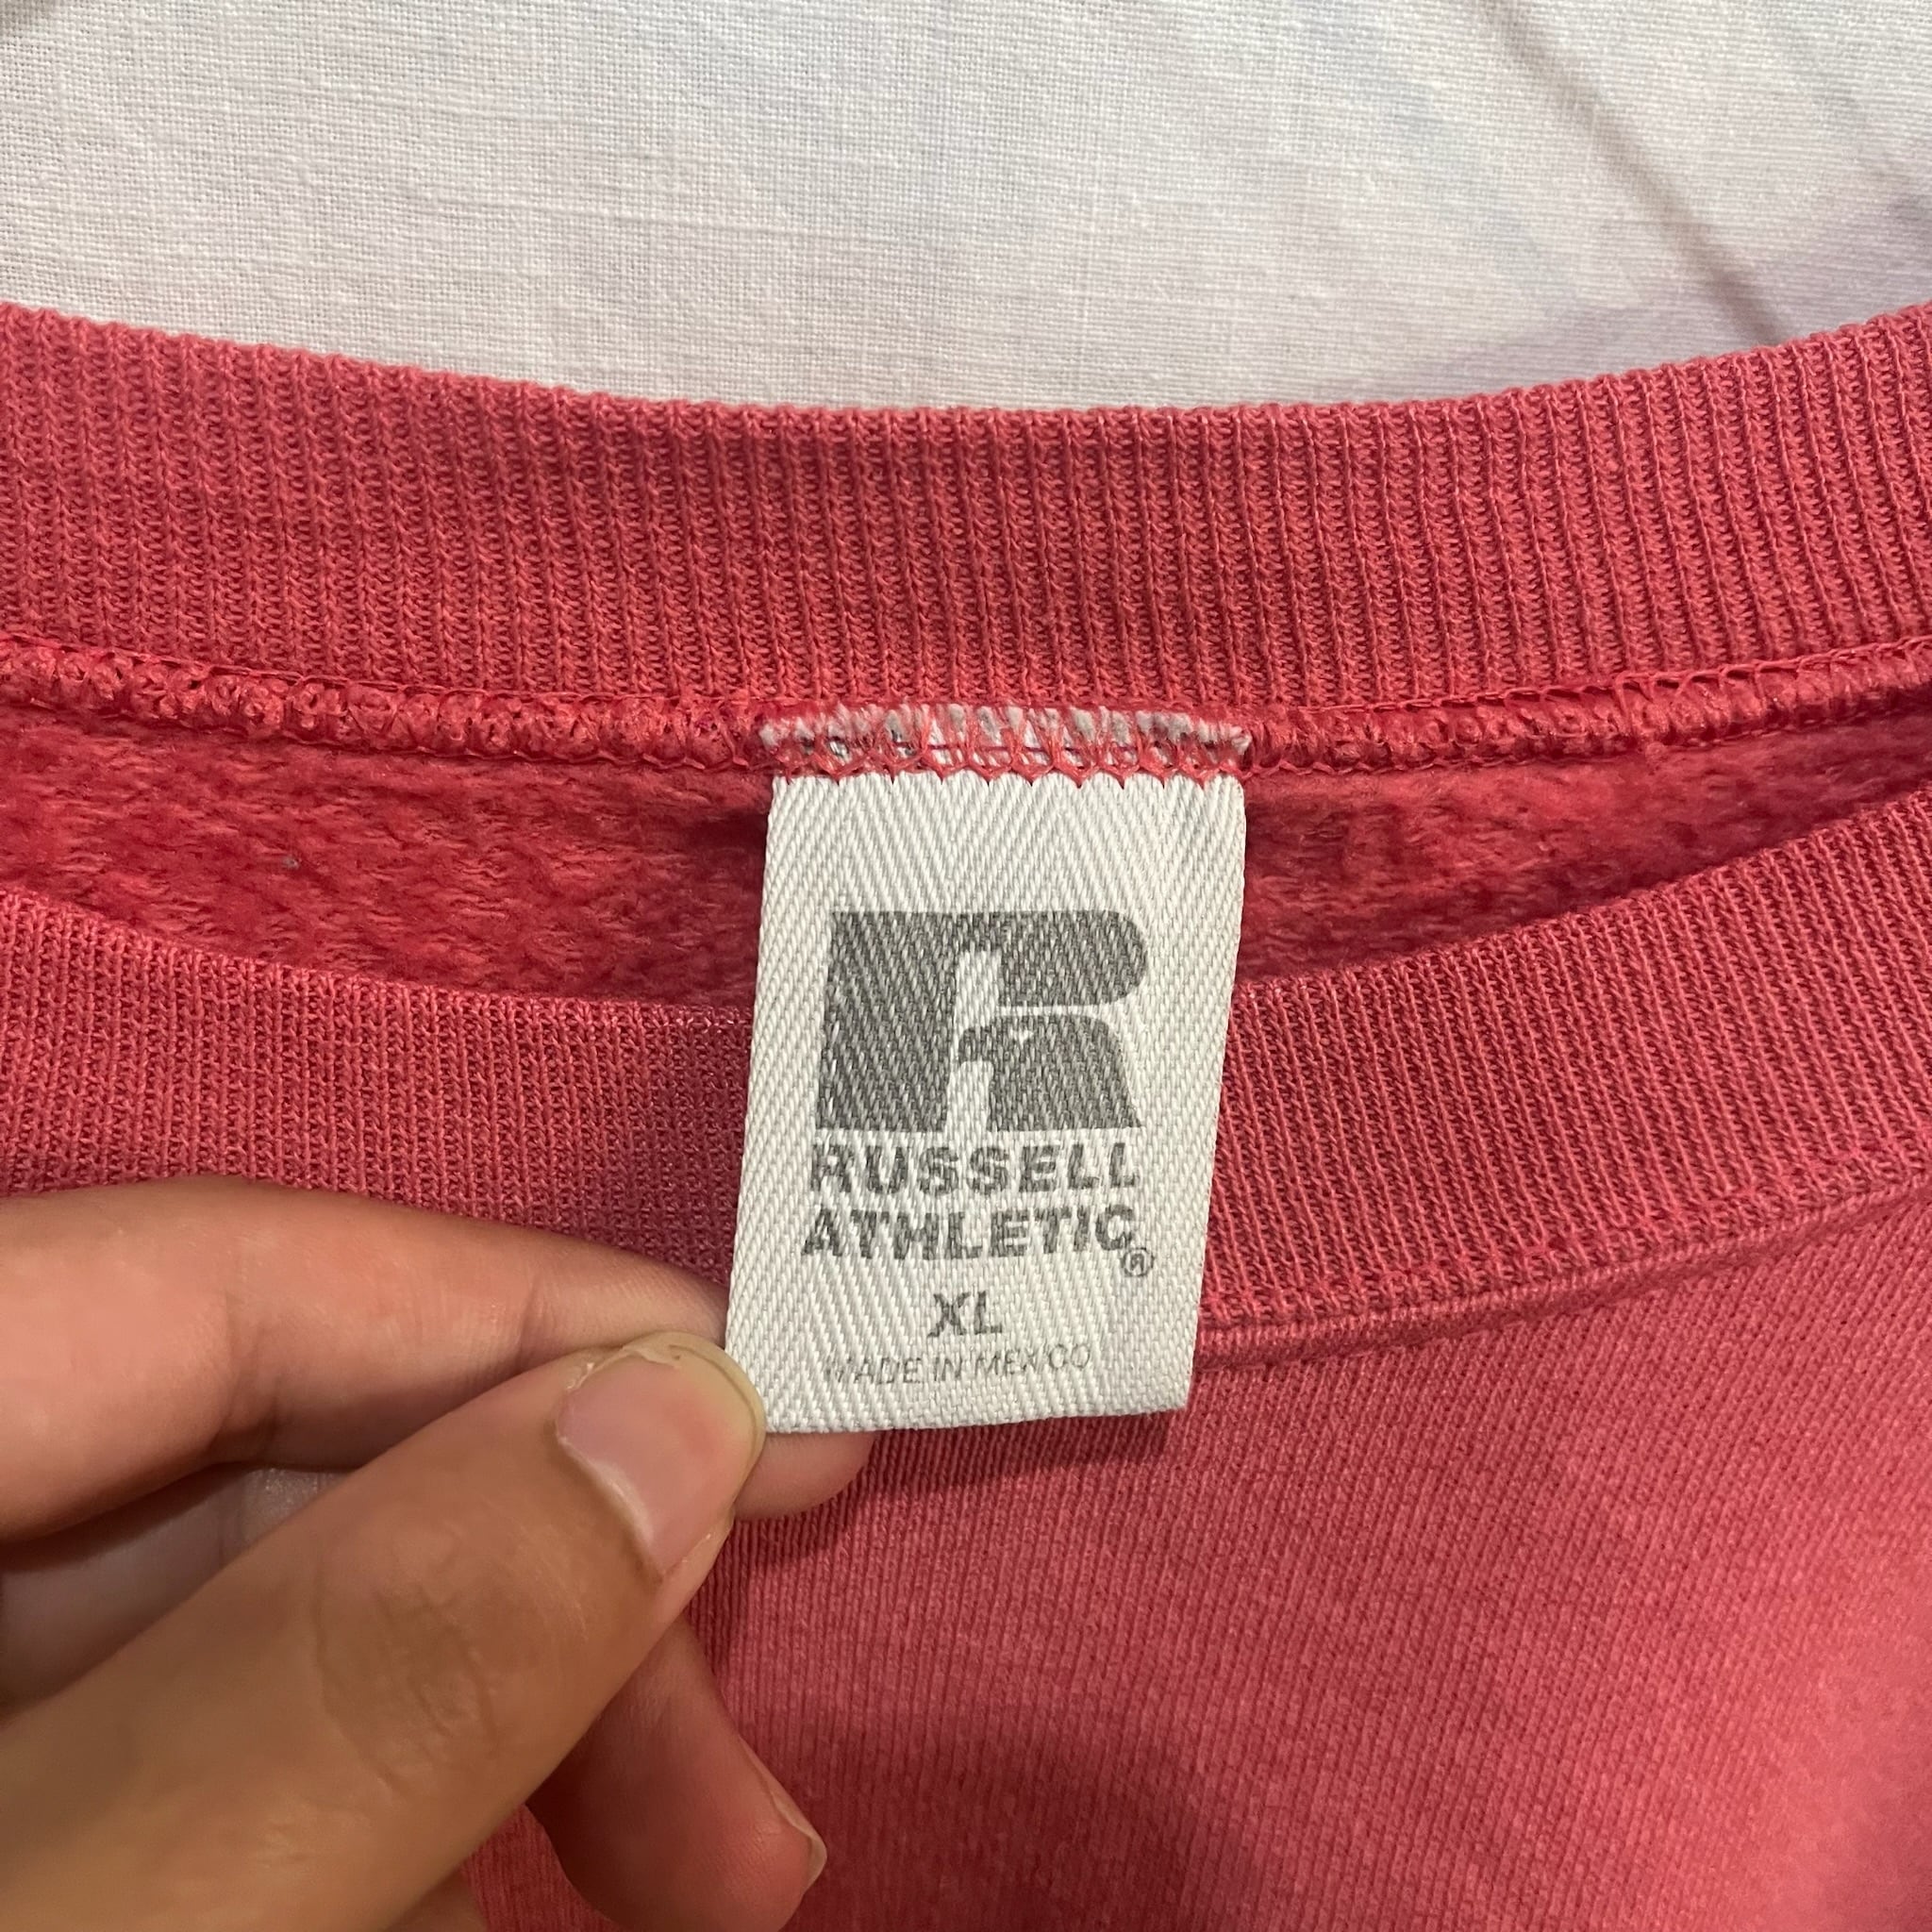 RUSSELL
ATHLETIC®
XL
MADE IN MEXICO